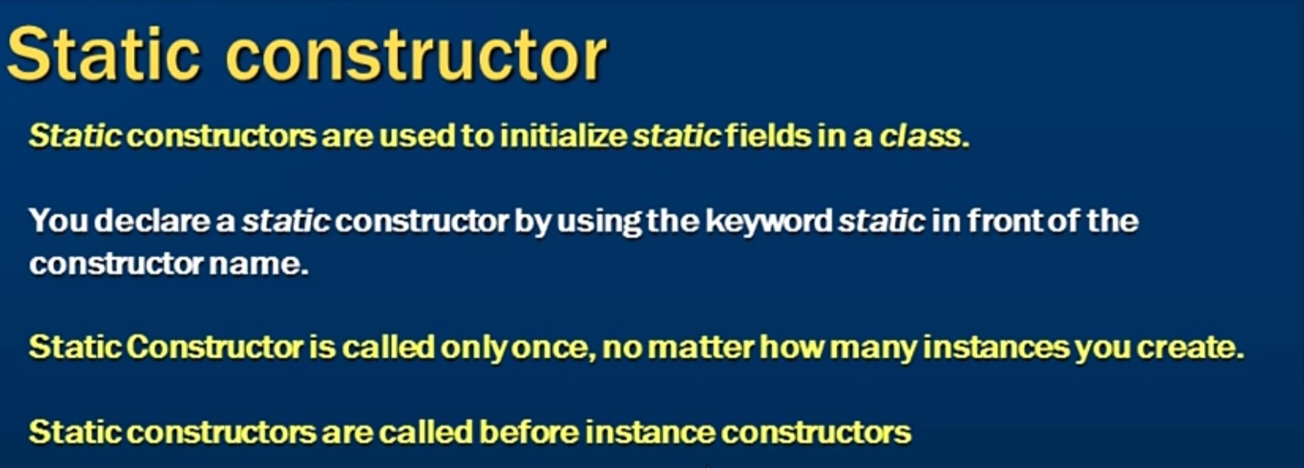 Static constructor
Static constructors are used to initialize static fields in a class.
You declare a static constructor by using the keyword static in front of the
constructor name.
Static Constructor is called only once, no matter how many instances you create.
Static constructors are called before instance constructors